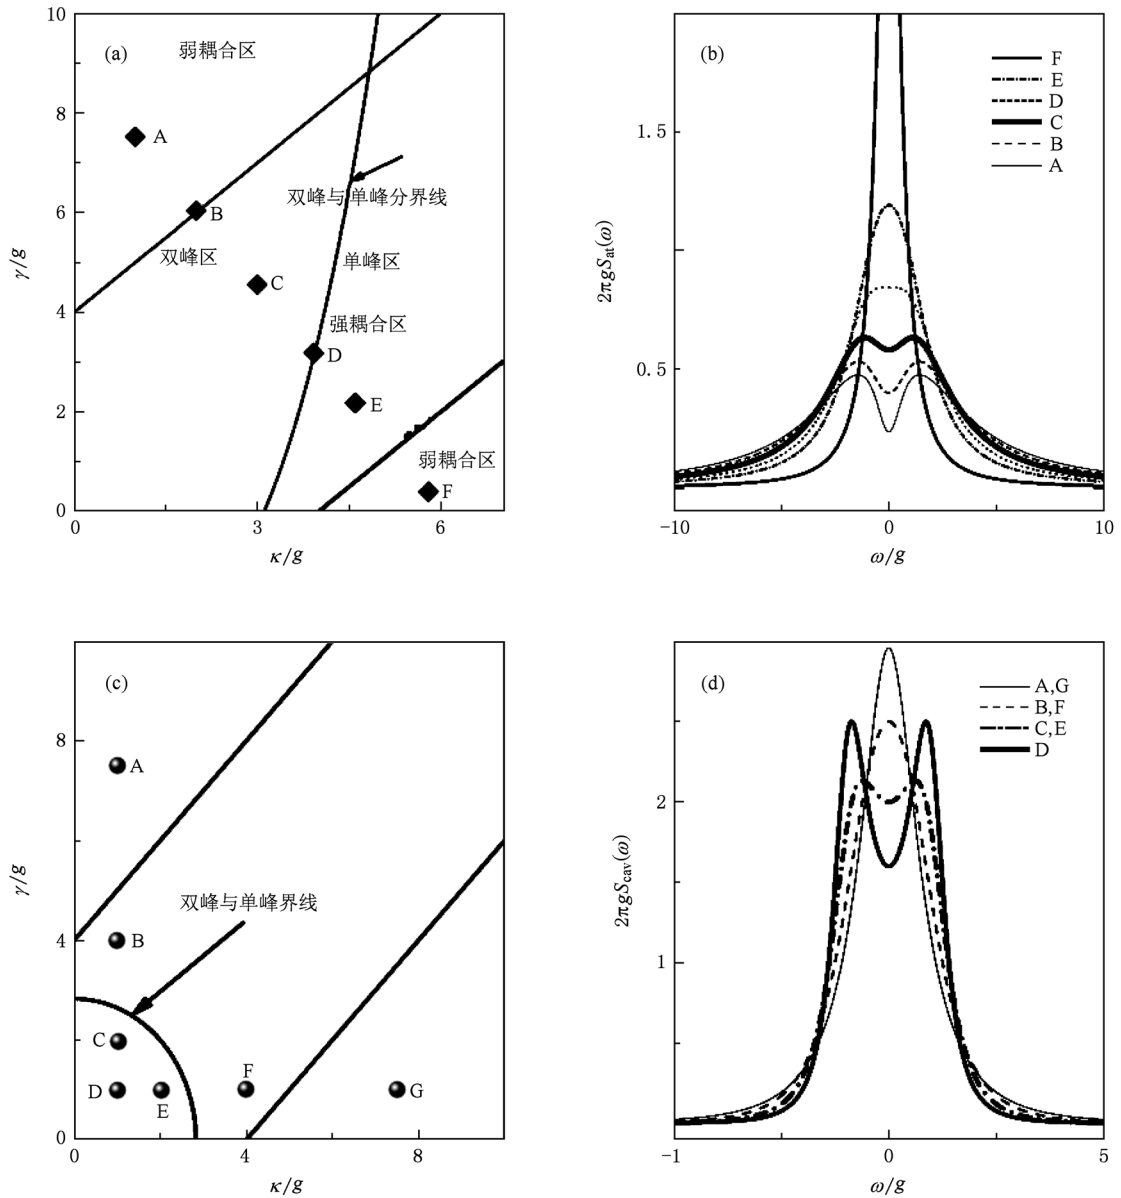 (a)
10
8
6
4
2
0
γ/g
弱耦合区
A
B
双峰区
双峰与单峰分界线
C
单峰区
强耦合区
D
E
弱耦合区
F
0
3
6
κ/g
(b)
F
E
D
C
B
A
1.5
0.5
2πgSat(ω)
-10
0
10
ω/g
(c)
8
4
0
γ/g
A
双峰与单峰界线
B
C
D
E
F
G
0
4
8
κ/g
(d)
A,G
B,F
C,E
D
2
1
2πgScav(ω)
-1
0
5
ω/g